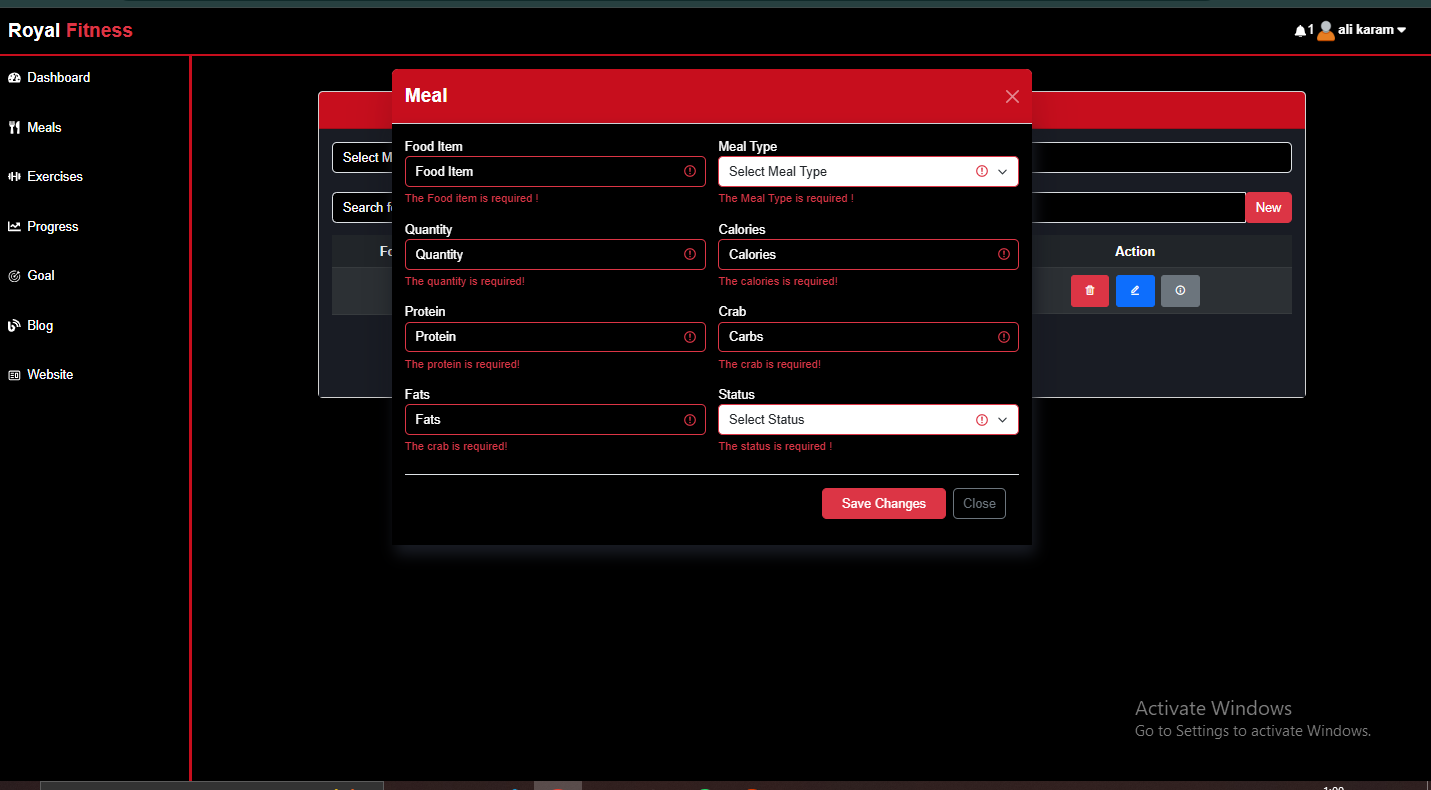 Royal Fitness
1 ali karam
Dashboard
Meals
Exercises
Progress
Goal
Blog
Website
Select M
Search f
New
Action
Meal
Food Item
Food Item
The Food item is required !
Meal Type
Select Meal Type
The Meal Type is required !
Quantity
Quantity
The quantity is required!
Calories
Calories
The calories is required!
Protein
Protein
The protein is required!
Crab
Carbs
The crab is required!
Fats
Fats
The crab is required!
Status
Select Status
The status is required !
Save Changes
Close
Activate Windows
Go to Settings to activate Windows.